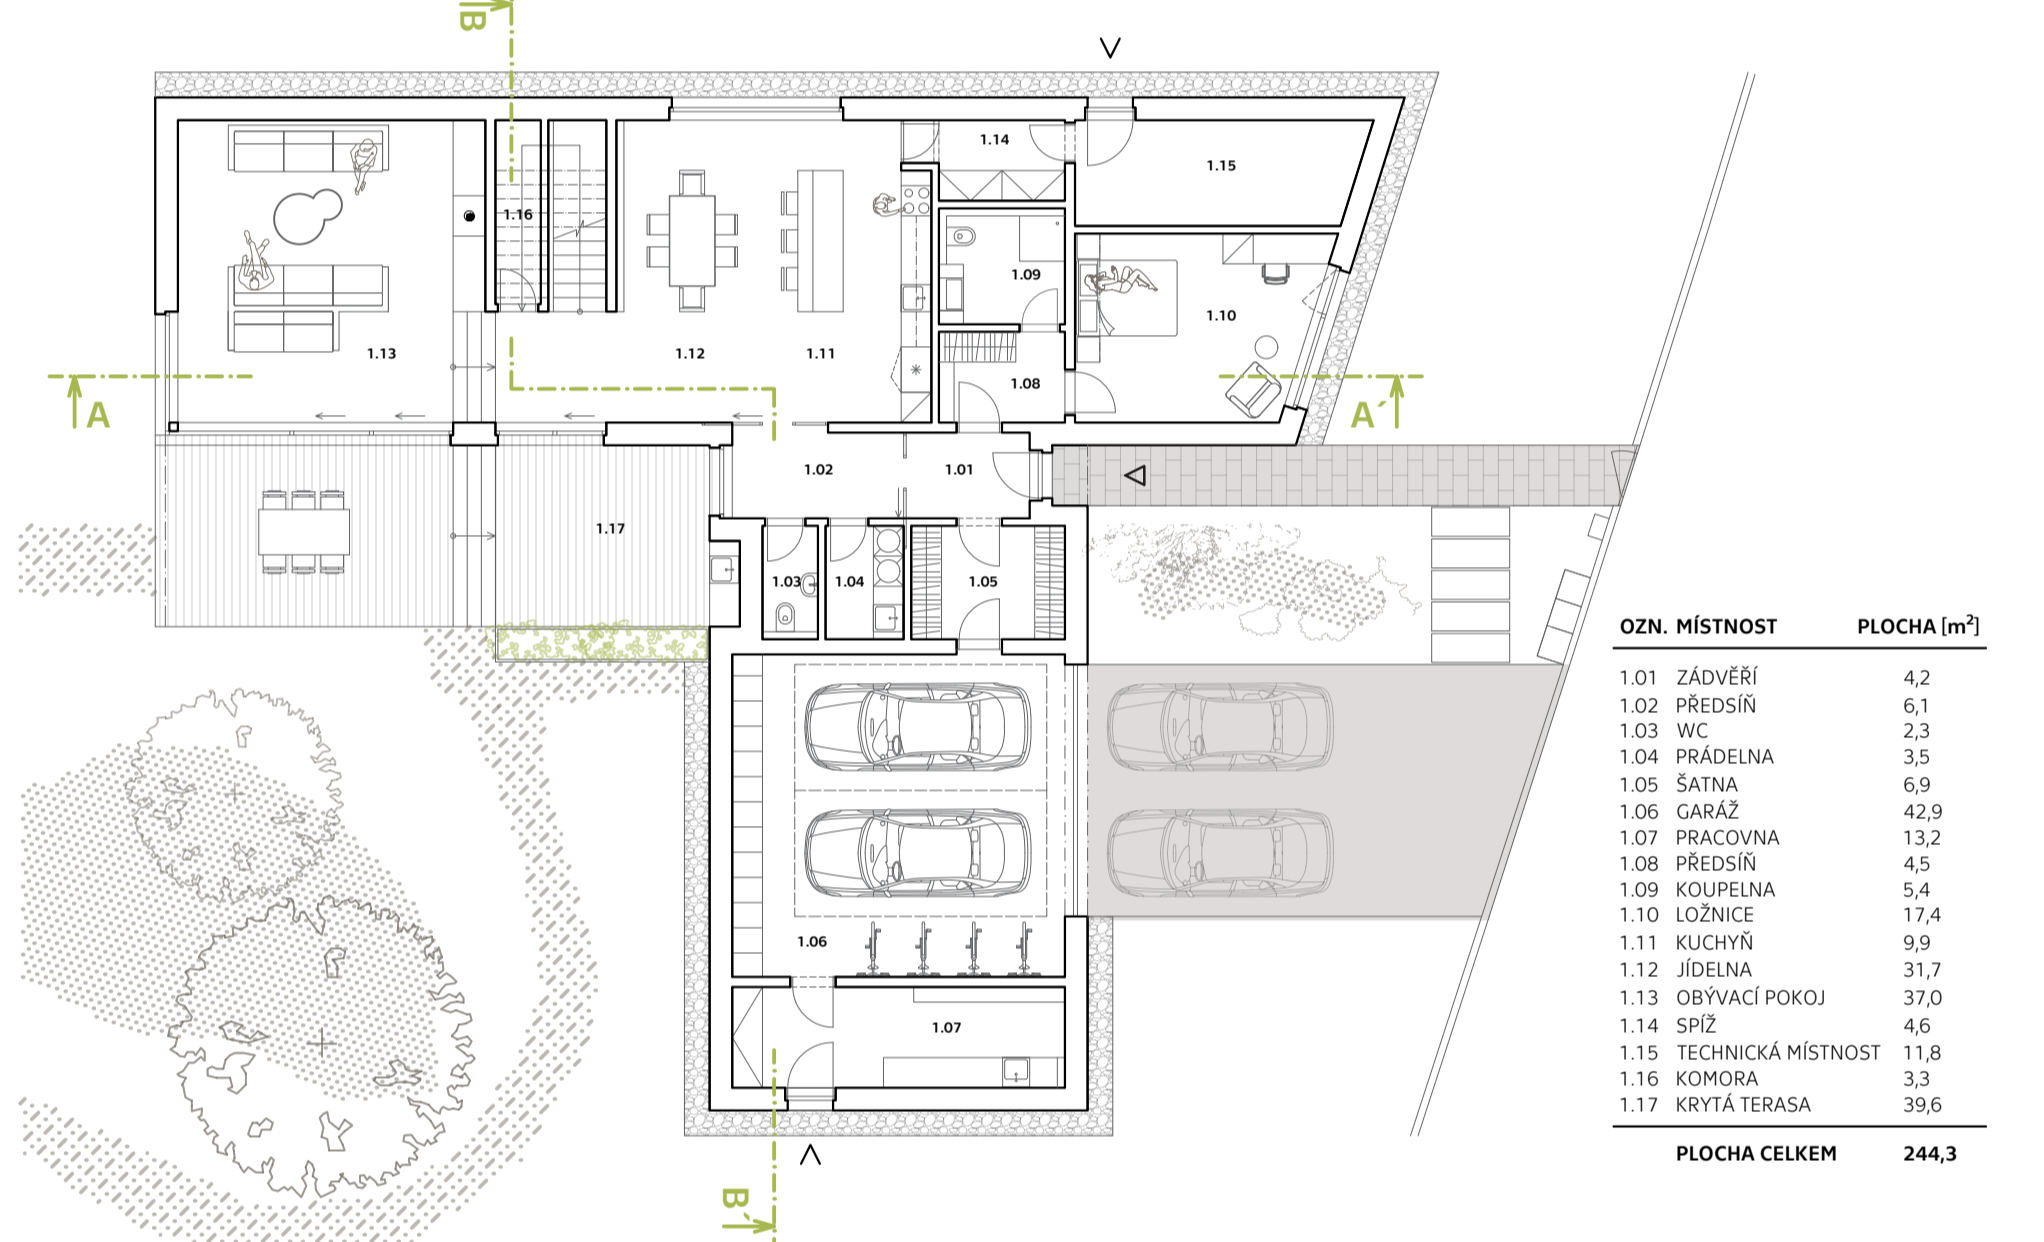 B
1.14
1.15
1.16
1.09
1.10
1.13
1.12
1.11
1.08
A
A´
1.02
1.01
1.17
1.03
1.04
1.05
1.06
1.07
B´
OZN. MÍSTNOST PLOCHA [m²]
1.01 ZÁDVĚŘÍ 4,2
1.02 PŘEDSÍŇ 6,1
1.03 WC 2,3
1.04 PRÁDELNA 3,5
1.05 ŠATNA 6,9
1.06 GARÁŽ 42,9
1.07 PRACOVNA 13,2
1.08 PŘEDSÍŇ 4,5
1.09 KOUPELNA 5,4
1.10 LOŽNICE 17,4
1.11 KUCHYŇ 9,9
1.12 JÍDELNA 31,7
1.13 OBÝVACÍ POKOJ 37,0
1.14 SPÍŽ 4,6
1.15 TECHNICKÁ MÍSTNOST 11,8
1.16 KOMORA 3,3
1.17 KRYTÁ TERASA 39,6
PLOCHA CELKEM 244,3